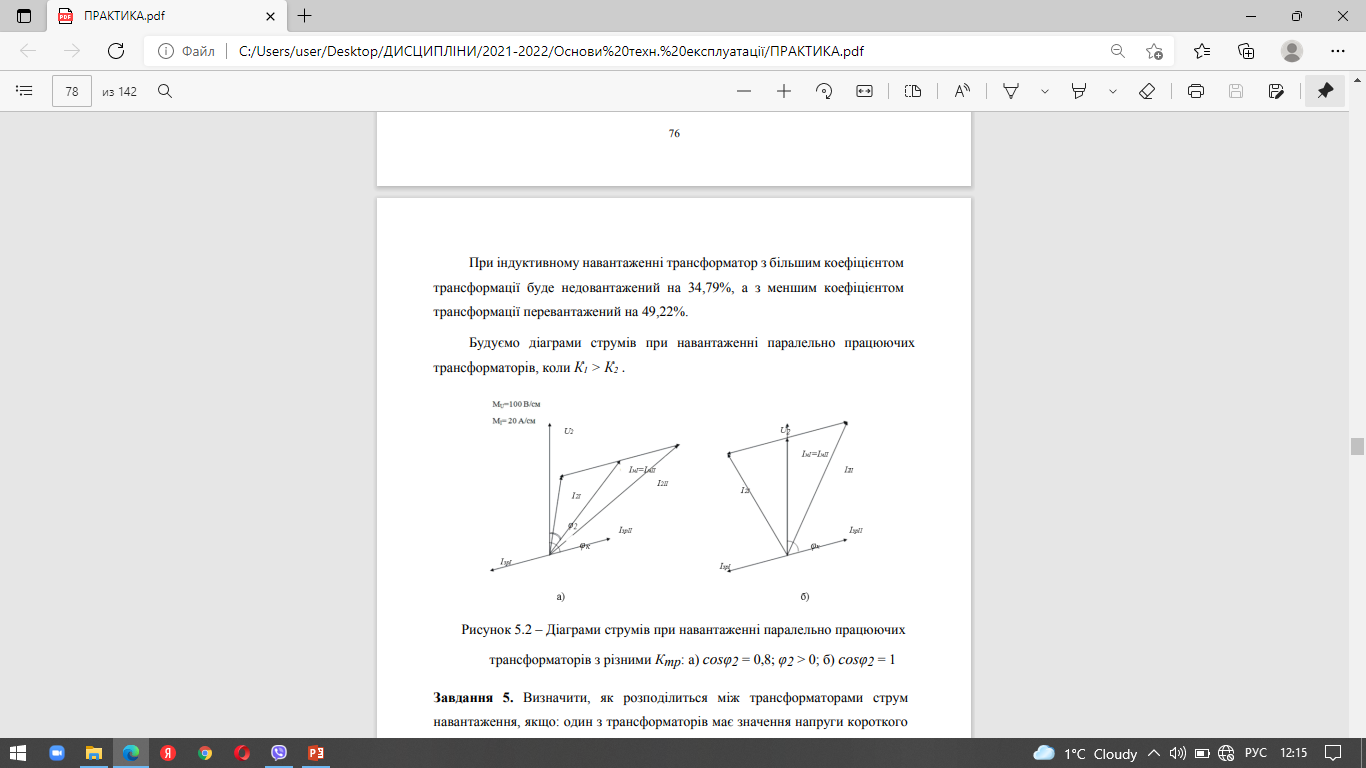 ПРАКТИКА.pdf
Файл C:/Users/user/Desktop/ДИСЦИПЛІНИ/2021-2022/Основи%20техн.%20експлуатації/ПРАКТИКА.pdf
78 из 142
76
При індуктивному навантаженні трансформатор з більшим коефіцієнтом
трансформації буде недовантажений на 34,79%, а з меншим коефіцієнтом
трансформації перевантажений на 49,22%.
Будуємо діаграми струмів при навантаженні паралельно працюючих
трансформаторів, коли K1 > K2 .
MU=100 В/см
MI=20 А/см
U2
IнI=IнII
I2I
I2II
φ2
φк
IзрII
IзрI
а)
U2
IнI=IнII
I2I
I2II
φк
IзрII
IзрI
б)
Рисунок 5.2 – Діаграми струмів при навантаженні паралельно працюючих
трансформаторів з різними Kтр: а) cosφ2 = 0,8; φ2 > 0; б) cosφ2 = 1
Завдання 5. Визначити, як розподілиться між трансформаторами струм
навантаження, якщо: один з трансформаторів має значення напруги короткого
1°C Cloudy РУС 12:15